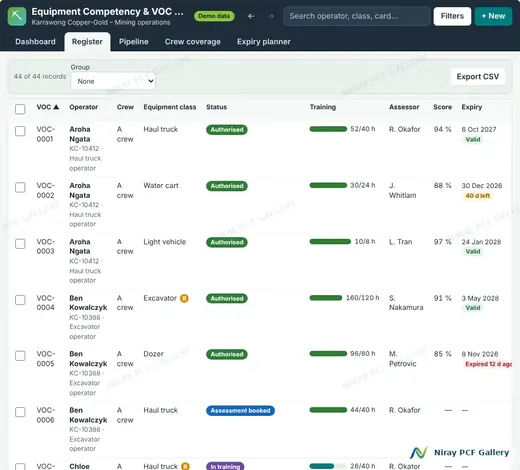 Equipment Competency & VOC ...
Karrawong Copper-Gold – Mining operations
Demo data
← →
Search operator, class, card...
Filters
+ New
Dashboard Register Pipeline Crew coverage Expiry planner
44 of 44 records
Group
None
Export CSV
VOC ▲ Operator Crew Equipment class Status Training Assessor Score Expiry
VOC-0001
Aroha Ngata
KC-10412 · Haul truck operator
A crew
Haul truck
Authorised
52/40 h
R. Okafor
94 %
6 Oct 2027
Valid
VOC-0002
Aroha Ngata
KC-10412 · Haul truck operator
A crew
Water cart
Authorised
30/24 h
J. Whitlam
88 %
30 Dec 2026
40 d left
VOC-0003
Aroha Ngata
KC-10412 · Haul truck operator
A crew
Light vehicle
Authorised
10/8 h
L. Tran
97 %
24 Jan 2028
Valid
VOC-0004
Ben Kowalczyk
KC-10388 · Excavator operator
A crew
Excavator R
Authorised
160/120 h
S. Nakamura
91 %
3 May 2028
Valid
VOC-0005
Ben Kowalczyk
KC-10388 · Excavator operator
A crew
Dozer
Authorised
96/80 h
M. Petrovic
85 %
8 Nov 2026
Expired 12 d ago
VOC-0006
Ben Kowalczyk
KC-10388 · Excavator operator
A crew
Haul truck
Assessment booked
44/40 h
R. Okafor
—
—
VOC-
Chloe
A
Haul truck R
In training
26/40 h
R. Okafor
—
—
Niray PCF Gallery